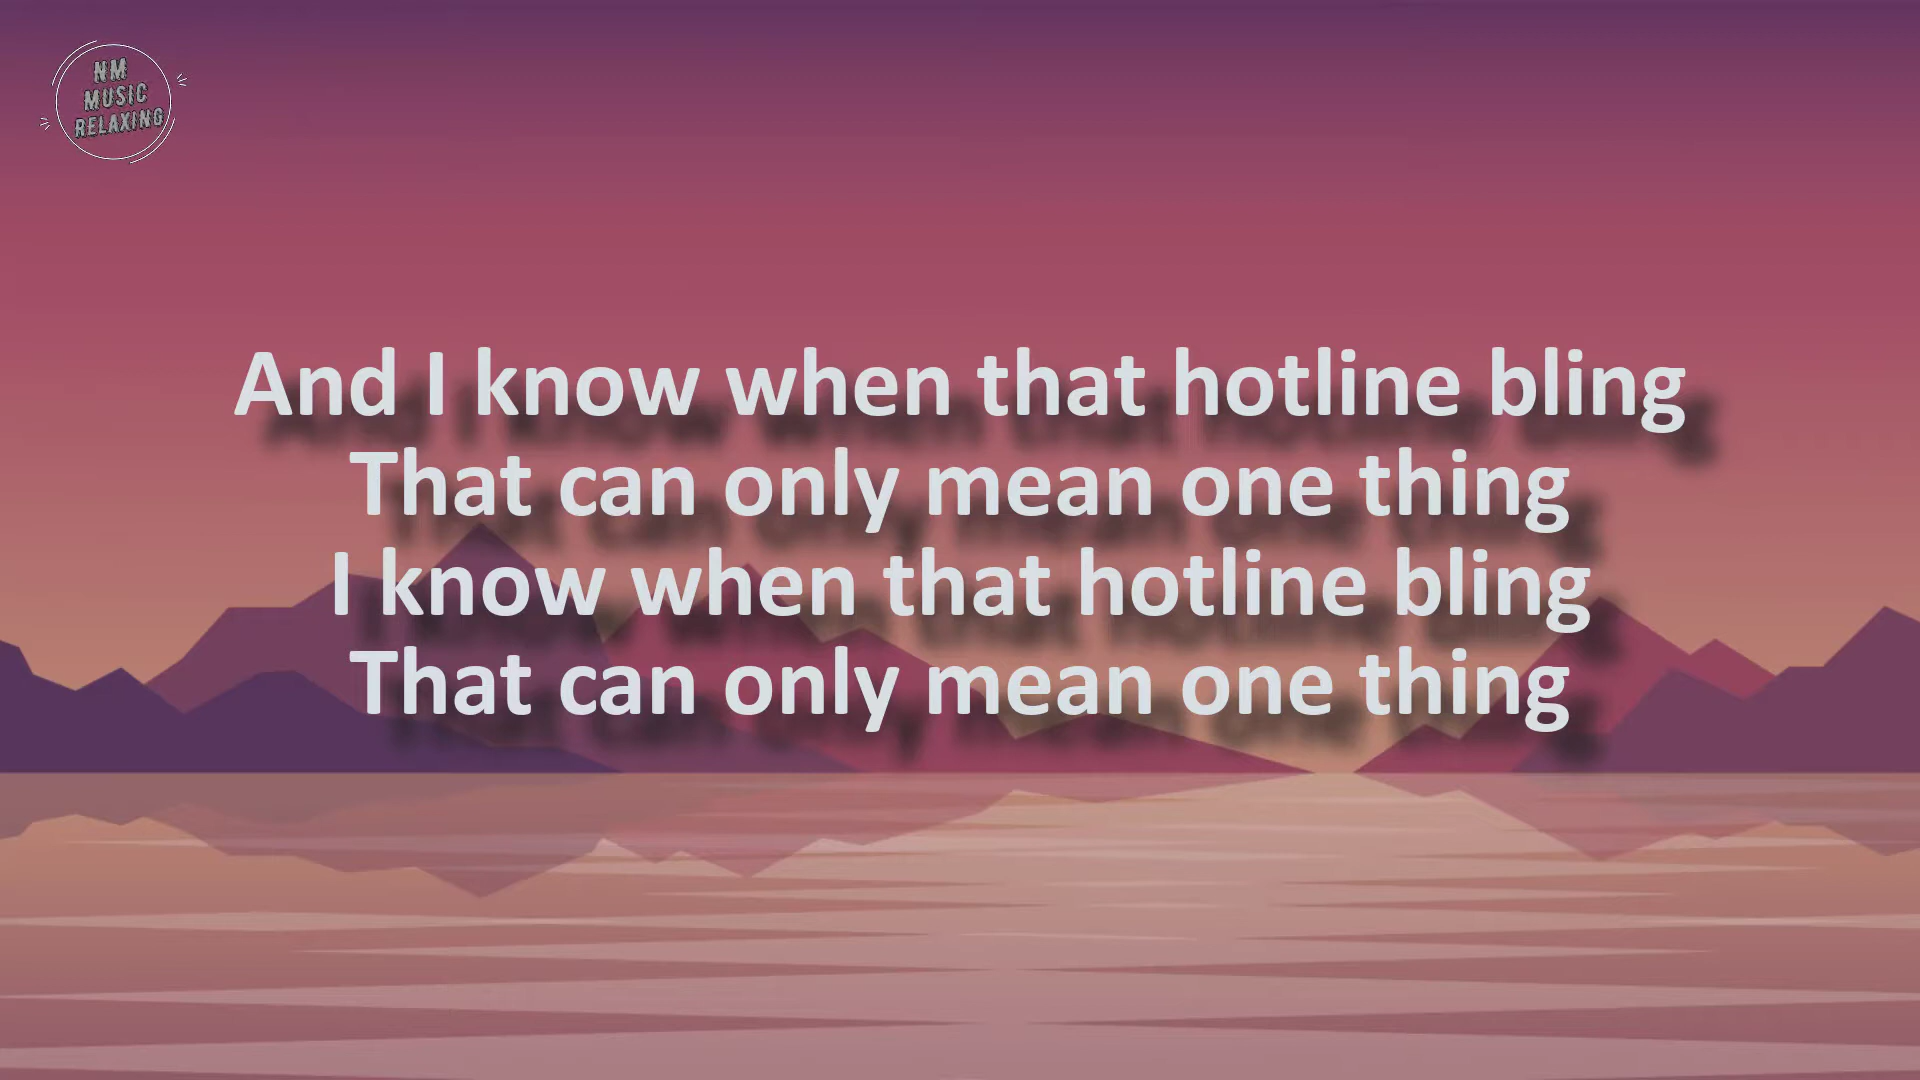 NM
MUSIC
RELAXING
And I know when that hotline bling
That can only mean one thing
I know when that hotline bling
That can only mean one thing